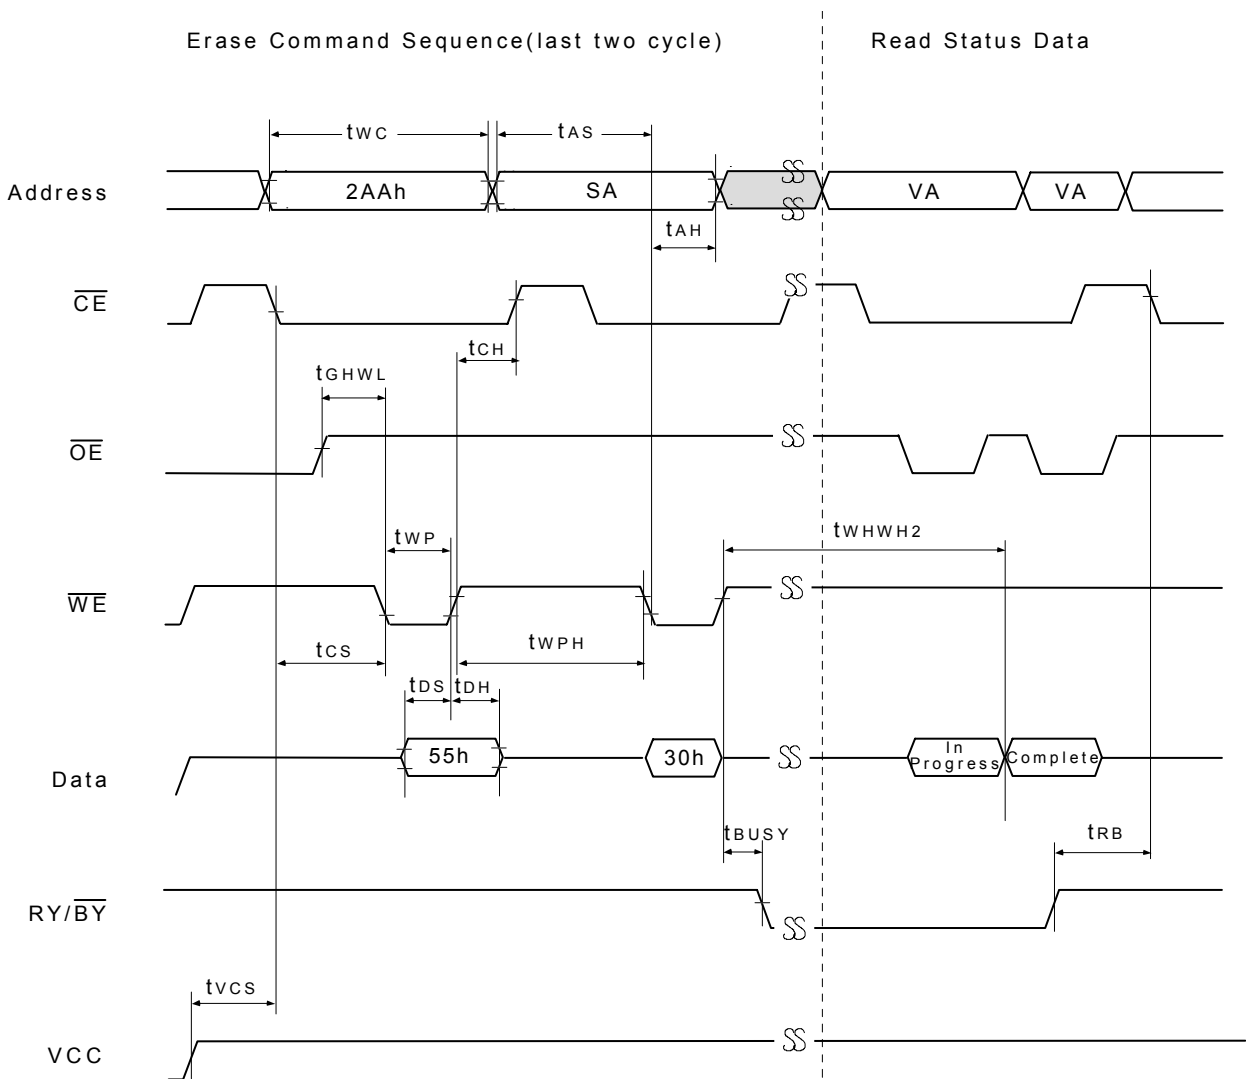 Erase Command Sequence(last two cycle) Read Status Data
tWC tAS
Address 2AAh SA VA VA
tAH
CE
tCH
tGHWL
OE
tWP tWHWH2
WE
tCS tWPH
tDS tDH
Data 55h 30h In Progress Complete
tBUSY tRB
RY/BY
tVCS
VCC